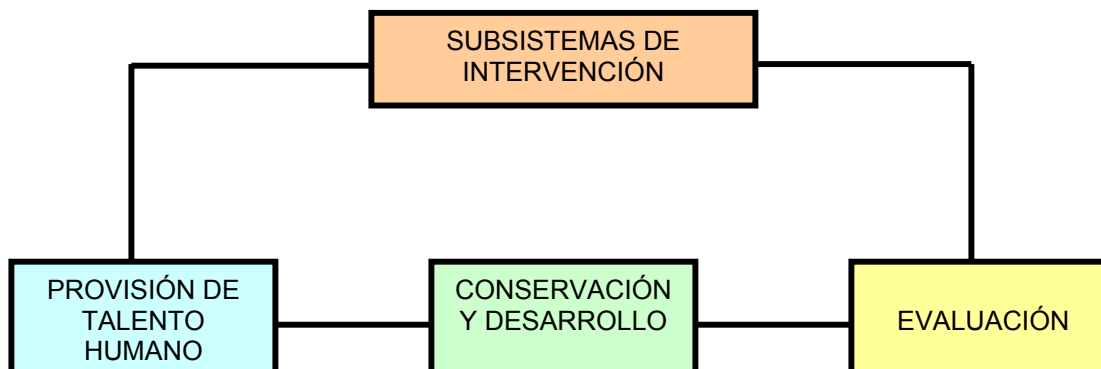 SUBSISTEMAS DE
INTERVENCIÓN
PROVISIÓN DE
TALENTO
HUMANO
CONSERVACIÓN
Y DESARROLLO
EVALUACIÓN